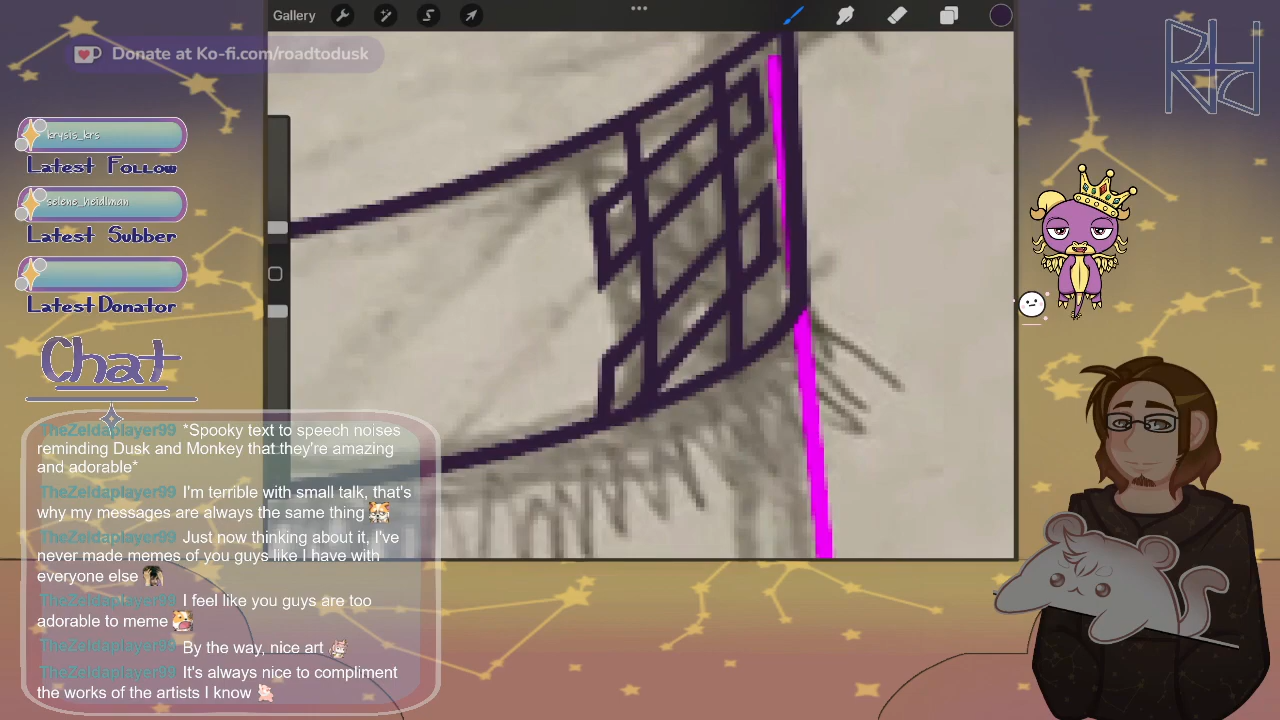 Gallery
Donate at Ko-fi.com/roadtodusk
krysis_krs
Latest Follow
selene_heidlman
Latest Subber
Latest Donator
Chat
TheZeldaplayer99 *Spooky text to speech noises
reminding Dusk and Monkey that they're amazing
and adorable*
TheZeldaplayer99 I'm terrible with small talk, that's
why my messages are always the same thing
TheZeldaplayer99 Just now thinking about it, I've
never made memes of you guys like I have with
everyone else
TheZeldaplayer99 I feel like you guys are too
adorable to meme
TheZeldaplayer99 By the way, nice art
TheZeldaplayer99 It's always nice to compliment
the works of the artists I know